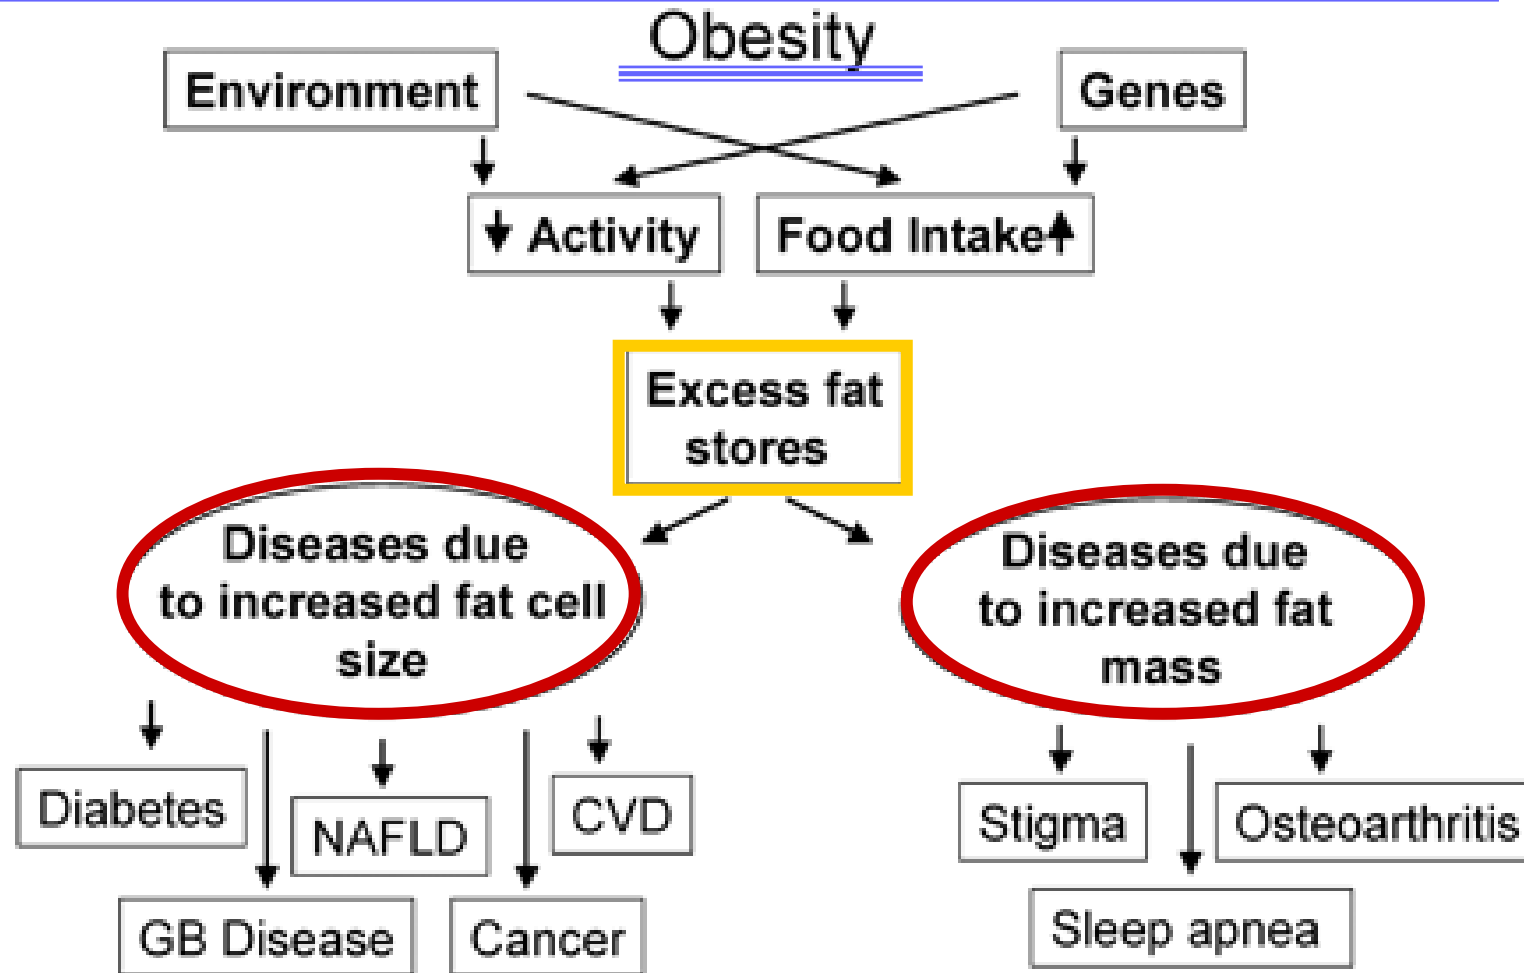 Obesity
Environment
Genes
↓ Activity
Food Intake↑
Excess fat
stores
Diseases due
to increased fat cell
size
Diseases due
to increased fat
mass
Diabetes
NAFLD
CVD
GB Disease
Cancer
Stigma
Osteoarthritis
Sleep apnea